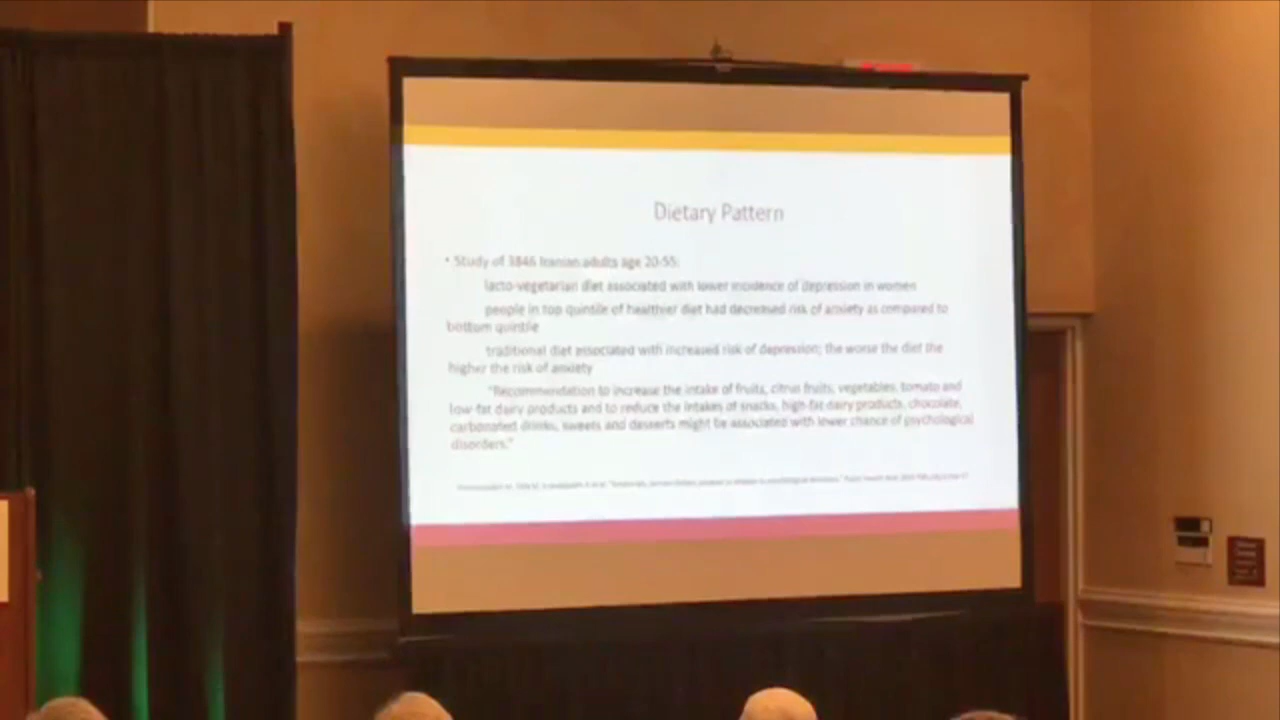 Dietary Pattern
• Study of 3846 Iranian adults age 20-55:
lacto-vegetarian diet associated with lower incidence of depression in women
people in top quintile of healthier diet had decreased risk of anxiety as compared to
bottom quintile
traditional diet associated with increased risk of depression; the worse the diet the
higher the risk of anxiety
"Recommendation to increase the intake of fruits, citrus fruits, vegetables, tomato and
low-fat dairy products and to reduce the intakes of snacks, high-fat dairy products, chocolate,
carbonated drinks, sweets and desserts might be associated with lower chance of psychological
disorders."